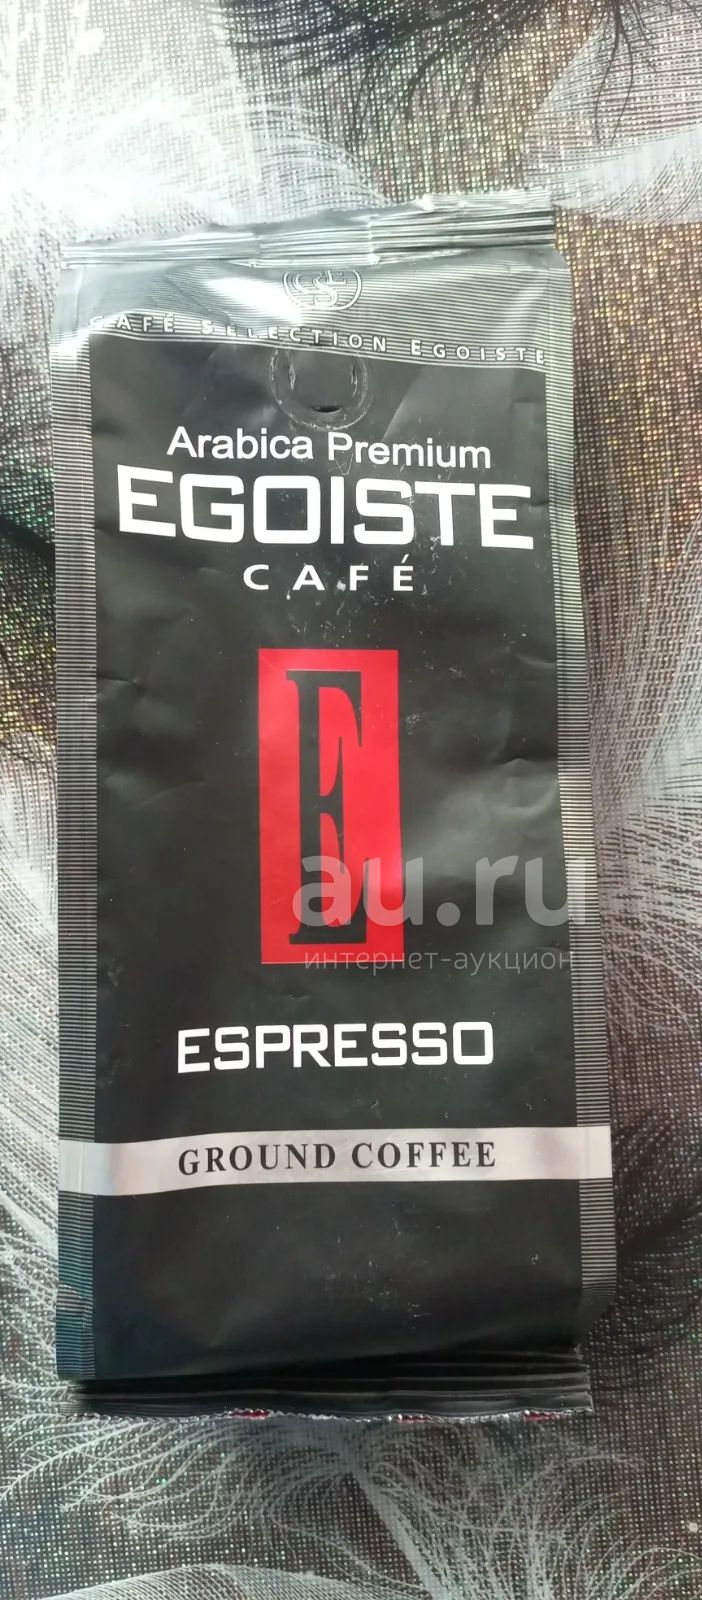 CAFÉ SELECTION EGOISTE
Arabica Premium
EGOISTE
CAFÉ
E
au.ru
интернет-аукцион
ESPRESSO
GROUND COFFEE